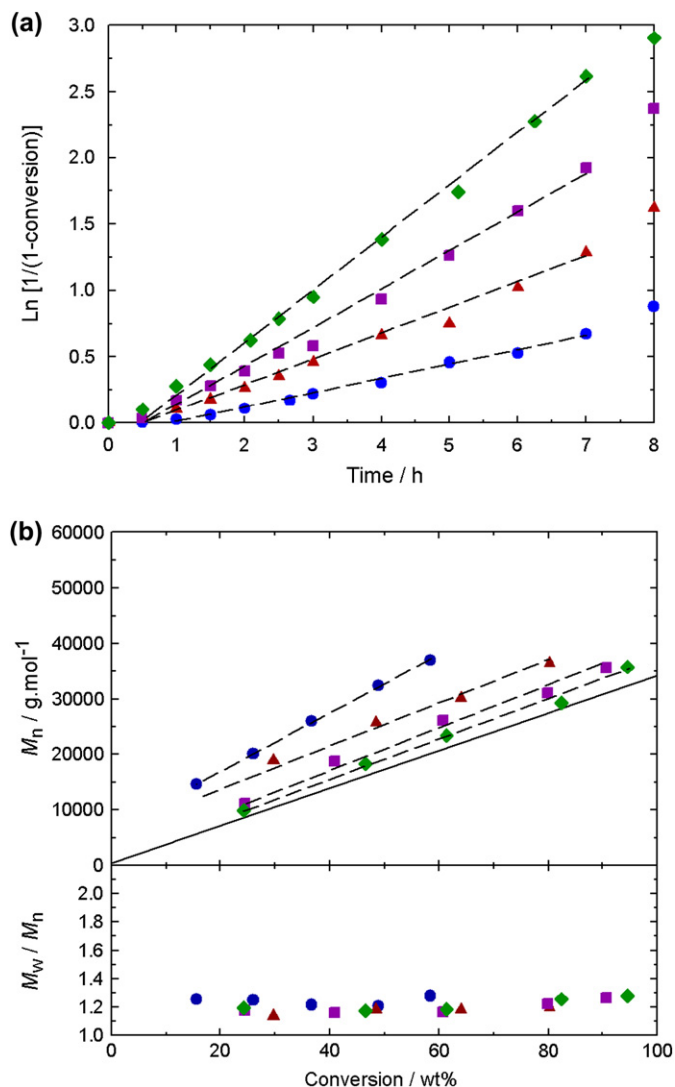 (a)
3.0
2.5
2.0
1.5
1.0
0.5
0.0
Ln [1/(1-conversion)]
0 1 2 3 4 5 6 7 8
Time / h
(b)
60000
50000
40000
30000
20000
10000
0
Mn / g.mol-1
2.0
1.8
1.6
1.4
1.2
1.0
Mw / Mn
0 20 40 60 80 100
Conversion / wt%